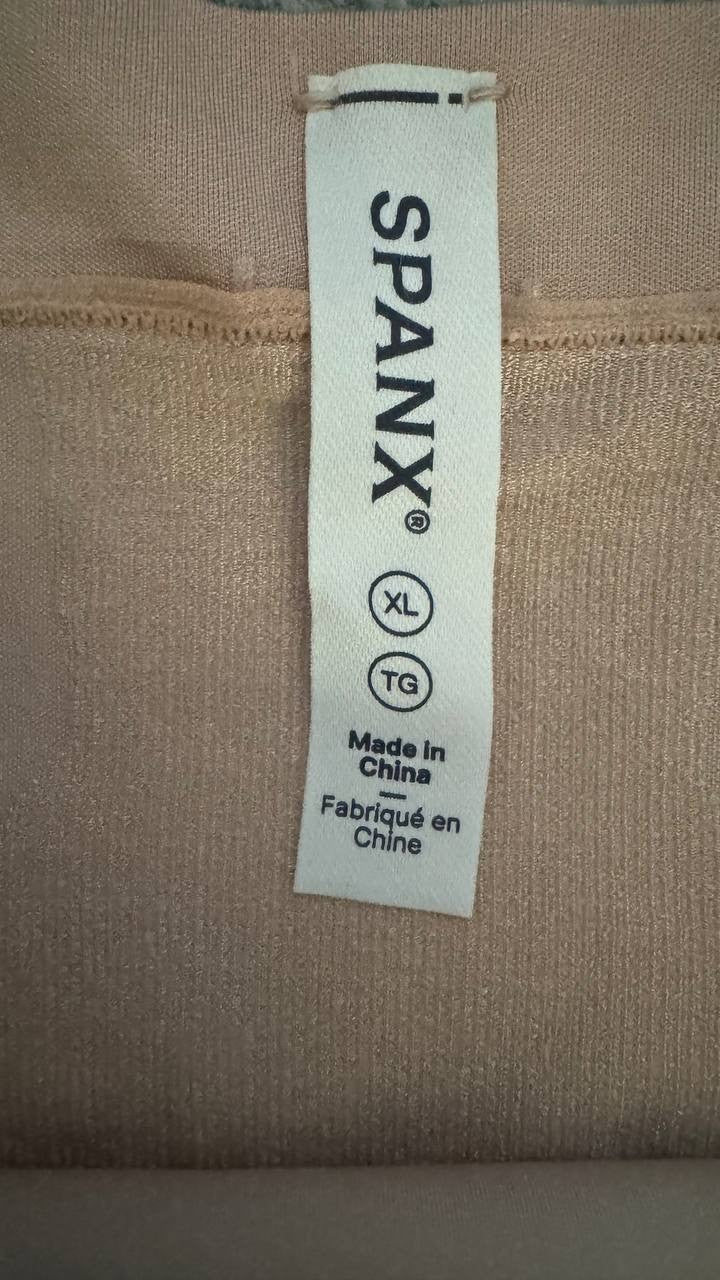 SPANX®
XL
TG
Made in
China
—
Fabriqué en
Chine